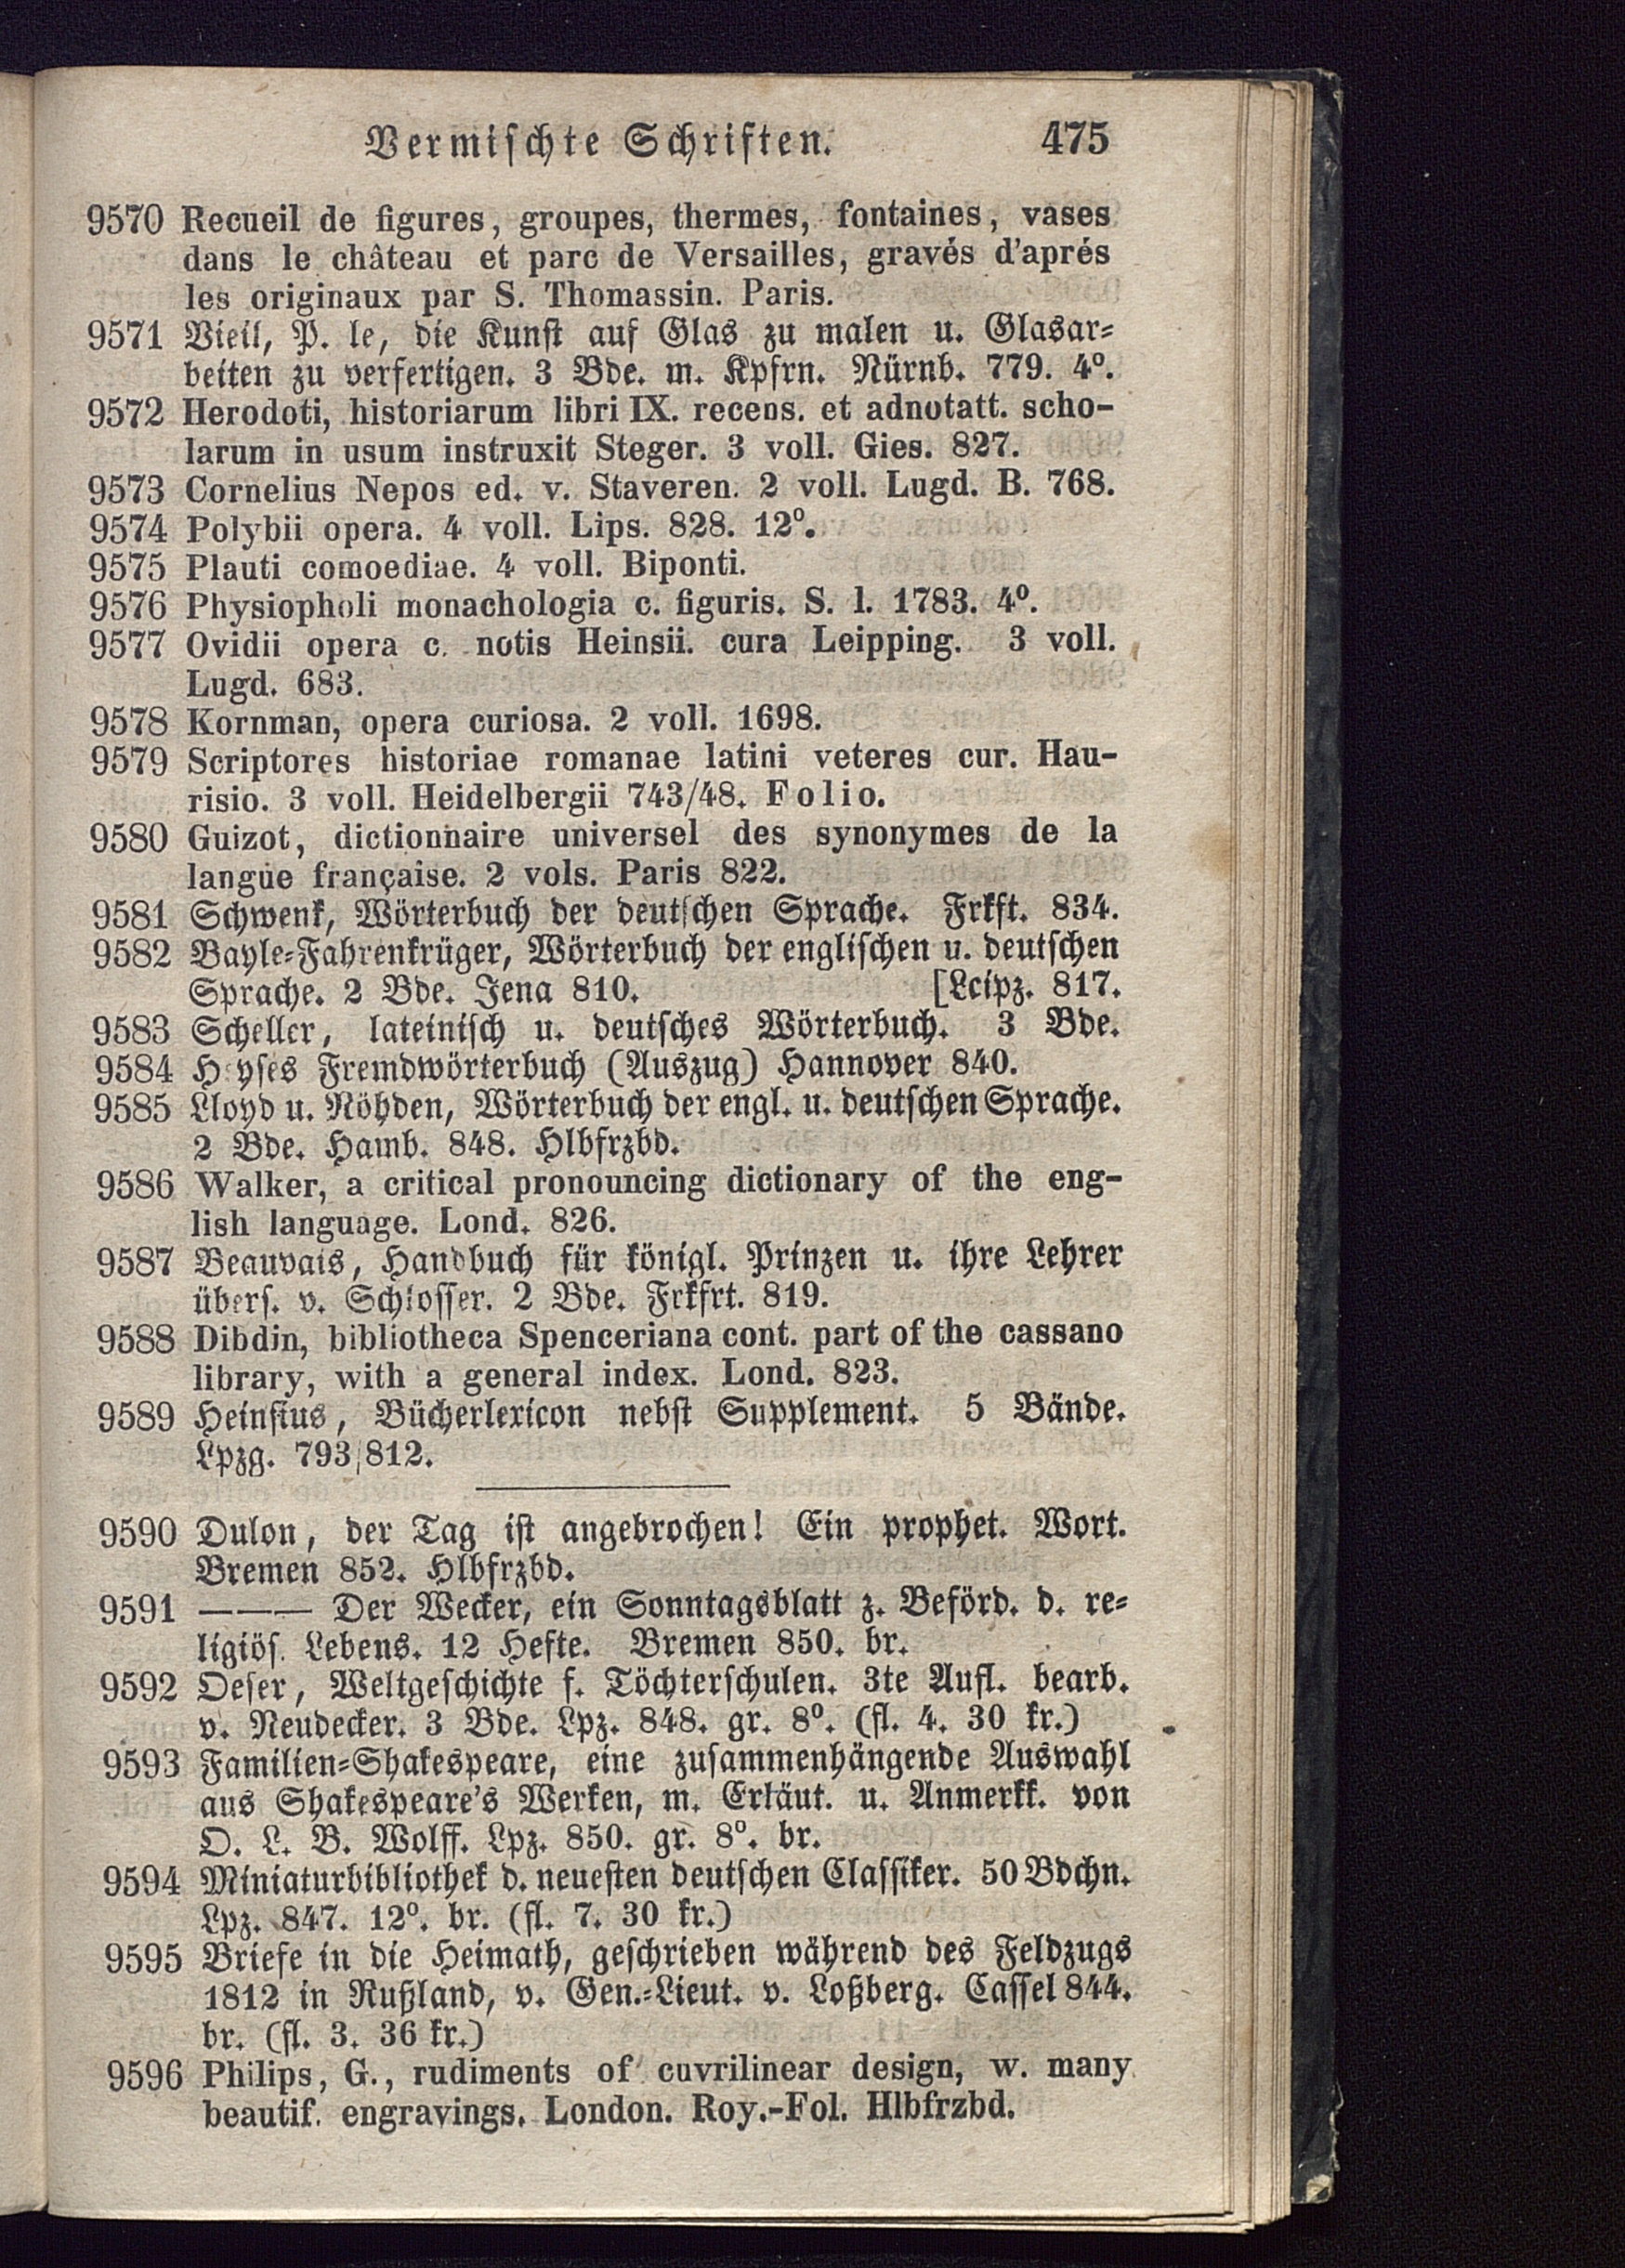 Vermischte Schriften. 475
9570 Recueil de figures, groupes, thermes, fontaines, vases
dans le château et parc de Versailles, gravés d'aprés
les originaux par S. Thomassin. Paris.
9571 Vieil, P. le, die Kunst auf Glas zu malen u. Glasar-
beiten zu verfertigen. 3 Bde. m. Kpfrn. Nürnb. 779. 4°.
9572 Herodoti, historiarum libri IX. recens. et adnotatt. scho-
larum in usum instruxit Steger. 3 voll. Gies. 827.
9573 Cornelius Nepos ed. v. Staveren. 2 voll. Lugd. B. 768.
9574 Polybii opera. 4 voll. Lips. 828. 12°.
9575 Plauti comoediae. 4 voll. Biponti.
9576 Physiopholi monachologia c. figuris. S. l. 1783. 4°.
9577 Ovidii opera c. notis Heinsii. cura Leipping. 3 voll.
Lugd. 683.
9578 Kornman, opera curiosa. 2 voll. 1698.
9579 Scriptores historiae romanae latini veteres cur. Hau-
risio. 3 voll. Heidelbergii 743/48. Folio.
9580 Guizot, dictionnaire universel des synonymes de la
langue française. 2 vols. Paris 822.
9581 Schwenk, Wörterbuch der deutschen Sprache. Frkft. 834.
9582 Bayle-Fahrenkrüger, Wörterbuch der englischen u. deutschen
Sprache. 2 Bde. Jena 810. [Leipz. 817.
9583 Scheller, lateinisch u. deutsches Wörterbuch. 3 Bde.
9584 Heyses Fremdwörterbuch (Auszug) Hannover 840.
9585 Lloyd u. Nöhden, Wörterbuch der engl. u. deutschen Sprache.
2 Bde. Hamb. 848. Hlbfrzbd.
9586 Walker, a critical pronouncing dictionary of the eng-
lish language. Lond. 826.
9587 Beauvais, Handbuch für königl. Prinzen u. ihre Lehrer
übers. v. Schlosser. 2 Bde. Frkfrt. 819.
9588 Dibdin, bibliotheca Spenceriana cont. part of the cassano
library, with a general index. Lond. 823.
9589 Heinsius, Bücherlexicon nebst Supplement. 5 Bände.
Lpzg. 793/812.
9590 Dulon, der Tag ist angebrochen! Ein prophet. Wort.
Bremen 852. Hlbfrzbd.
9591 ——— Der Wecker, ein Sonntagsblatt z. Beförd. d. re-
ligiös. Lebens. 12 Hefte. Bremen 850. br.
9592 Oeser, Weltgeschichte f. Töchterschulen. 3te Aufl. bearb.
v. Neudecker. 3 Bde. Lpz. 848. gr. 8°. (fl. 4. 30 kr.)
9593 Familien-Shakespeare, eine zusammenhängende Auswahl
aus Shakespeare's Werken, m. Erläut. u. Anmerkk. von
O. L. B. Wolff. Lpz. 850. gr. 8°. br.
9594 Miniaturbibliothek d. neuesten deutschen Classiker. 50 Bdchn.
Lpz. 847. 12°. br. (fl. 7. 30 kr.)
9595 Briefe in die Heimath, geschrieben während des Feldzugs
1812 in Rußland, v. Gen.-Lieut. v. Loßberg. Cassel 844.
br. (fl. 3. 36 kr.)
9596 Philips, G., rudiments of cuvrilinear design, w. many
beautif. engravings. London. Roy.-Fol. Hlbfrzbd.